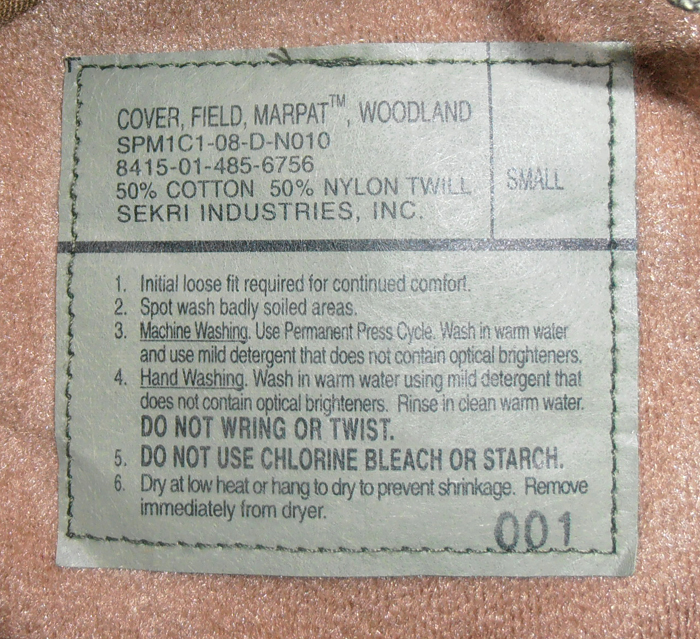 COVER, FIELD, MARPAT™, WOODLAND
SPM1C1-08-D-N010
8415-01-485-6756
50% COTTON 50% NYLON TWILL
SEKRI INDUSTRIES, INC.
SMALL
1. Initial loose fit required for continued comfort.
2. Spot wash badly soiled areas.
3. Machine Washing. Use Permanent Press Cycle. Wash in warm water
and use mild detergent that does not contain optical brighteners.
4. Hand Washing. Wash in warm water using mild detergent that
does not contain optical brighteners. Rinse in clean warm water.
DO NOT WRING OR TWIST.
5. DO NOT USE CHLORINE BLEACH OR STARCH.
6. Dry at low heat or hang to dry to prevent shrinkage. Remove
immediately from dryer.
001